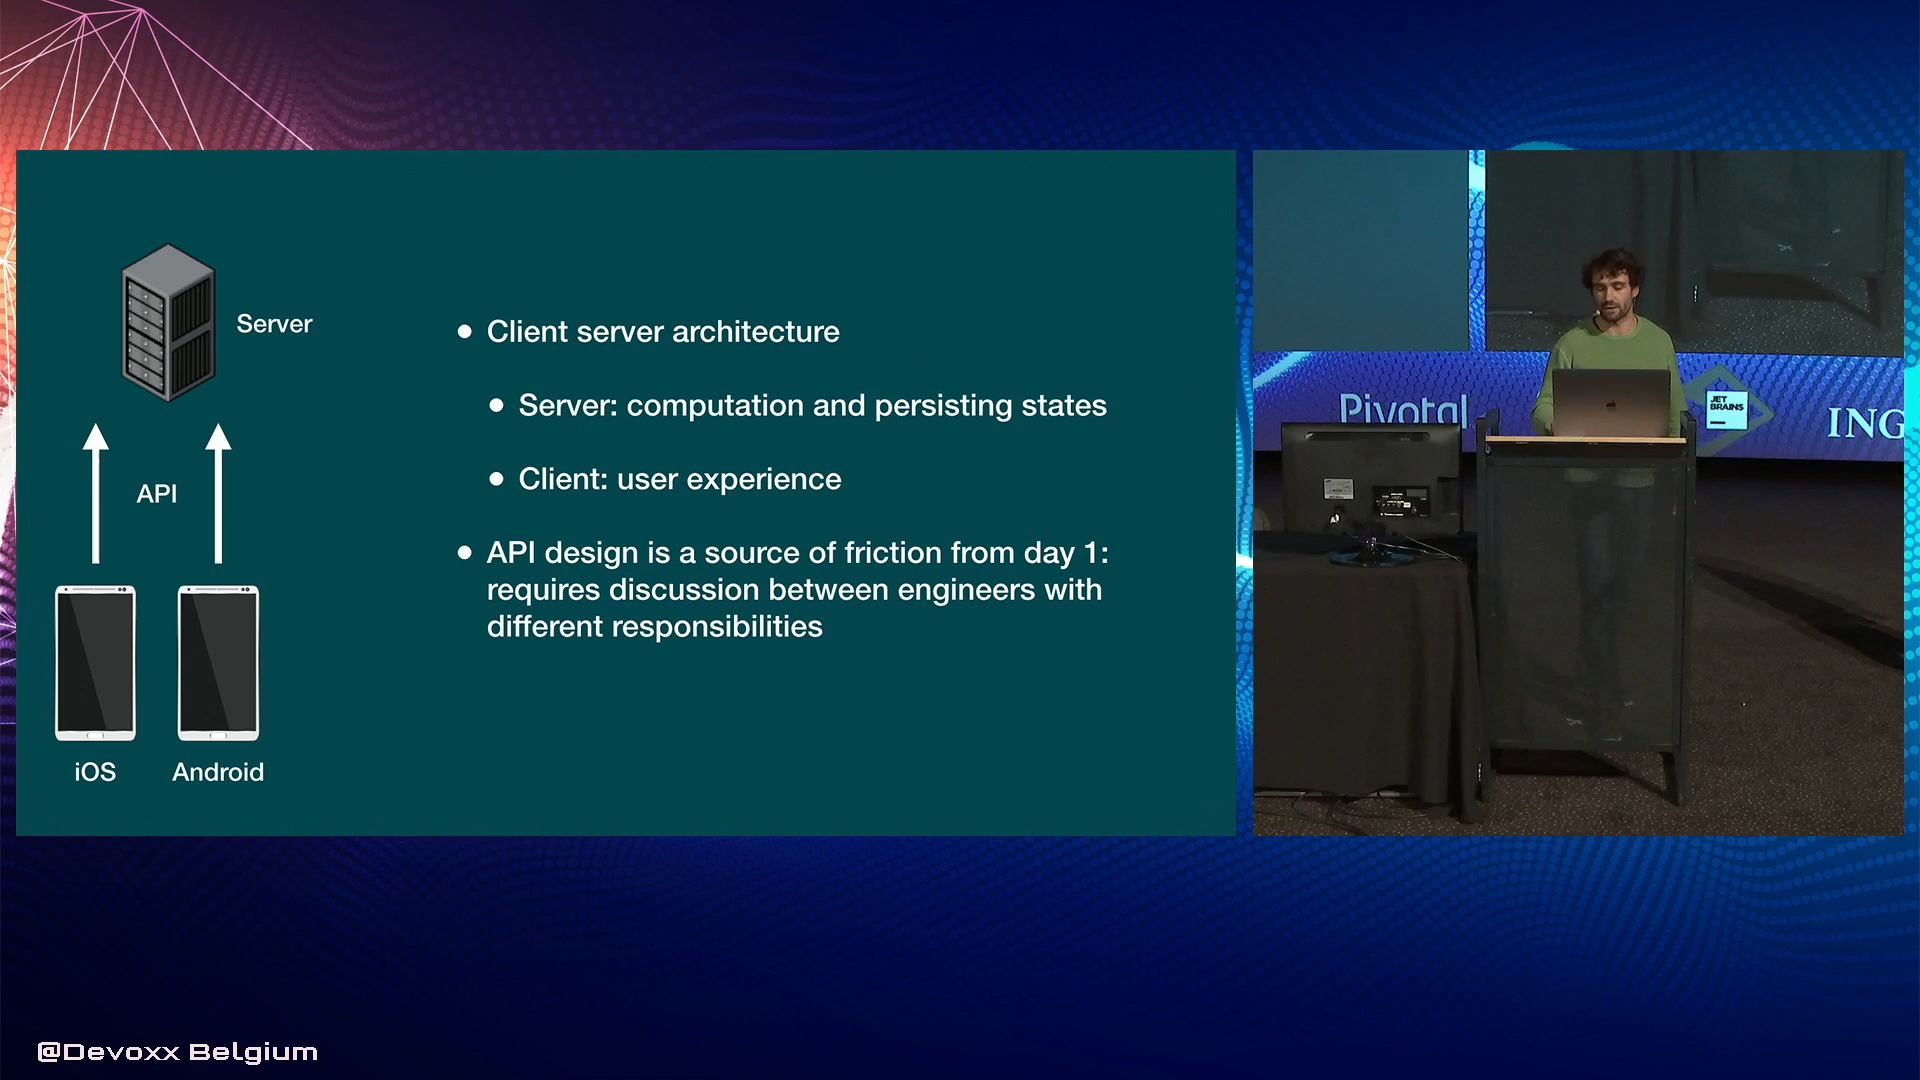 Server
API
iOS
Android
● Client server architecture
● Server: computation and persisting states
● Client: user experience
● API design is a source of friction from day 1:
requires discussion between engineers with
different responsibilities
Pivotal
JET
BRAINS
ING
@Devoxx Belgium